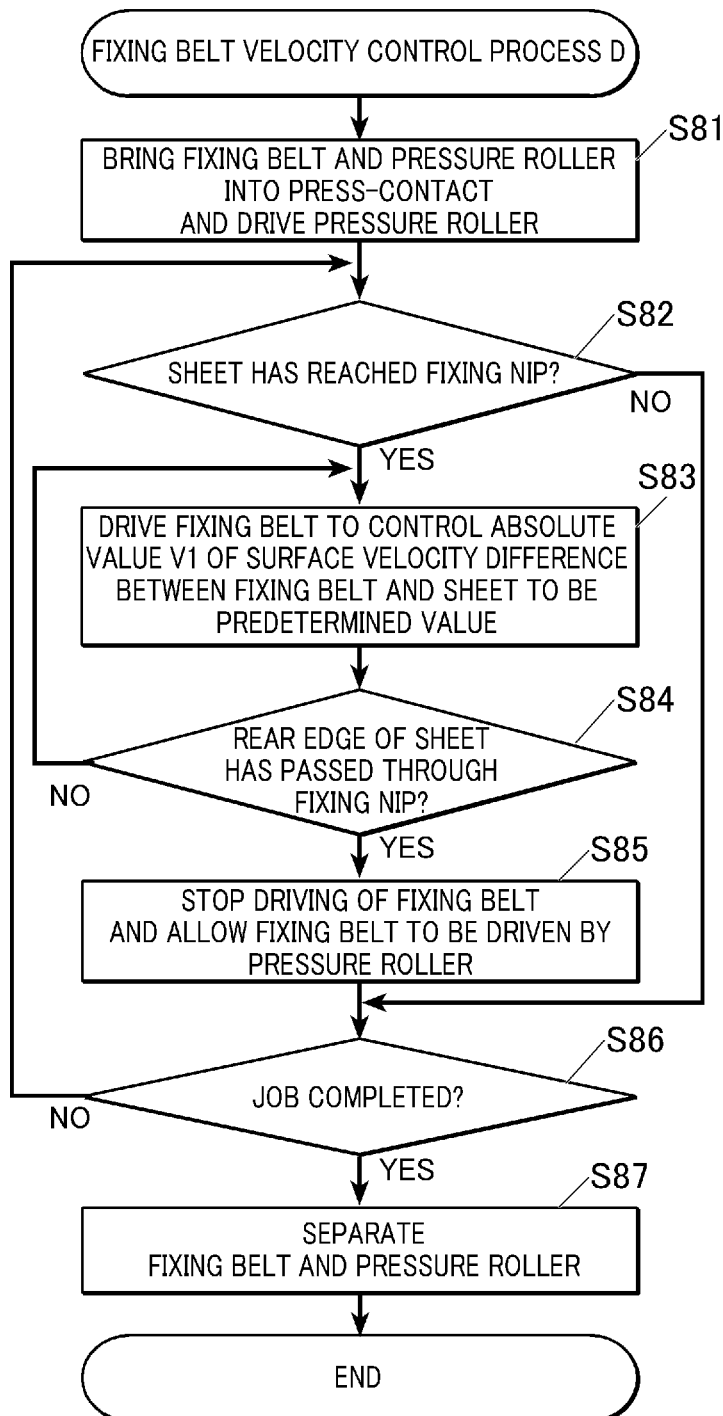 FIXING BELT VELOCITY CONTROL PROCESS D
S81
BRING FIXING BELT AND PRESSURE ROLLER
INTO PRESS-CONTACT
AND DRIVE PRESSURE ROLLER
S82
SHEET HAS REACHED FIXING NIP?
NO
YES
S83
DRIVE FIXING BELT TO CONTROL ABSOLUTE
VALUE V1 OF SURFACE VELOCITY DIFFERENCE
BETWEEN FIXING BELT AND SHEET TO BE
PREDETERMINED VALUE
S84
REAR EDGE OF SHEET
HAS PASSED THROUGH
FIXING NIP?
NO
YES
S85
STOP DRIVING OF FIXING BELT
AND ALLOW FIXING BELT TO BE DRIVEN BY
PRESSURE ROLLER
S86
JOB COMPLETED?
NO
YES
S87
SEPARATE
FIXING BELT AND PRESSURE ROLLER
END